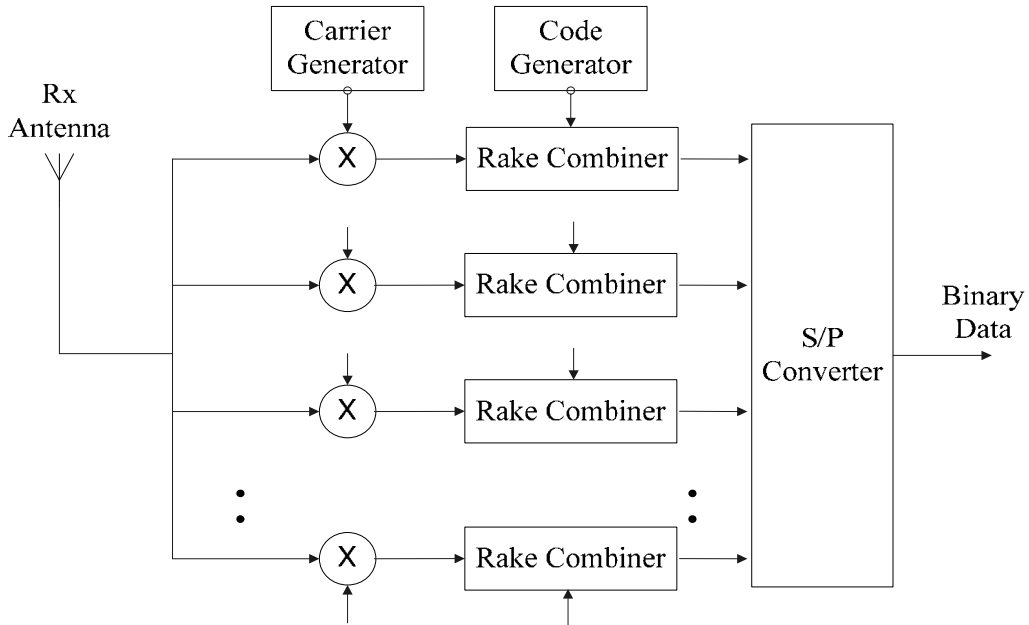 Carrier
Generator
Code
Generator
Rx
Antenna
X
Rake Combiner
X
Rake Combiner
Binary
Data
S/P
Converter
X
Rake Combiner
X
Rake Combiner